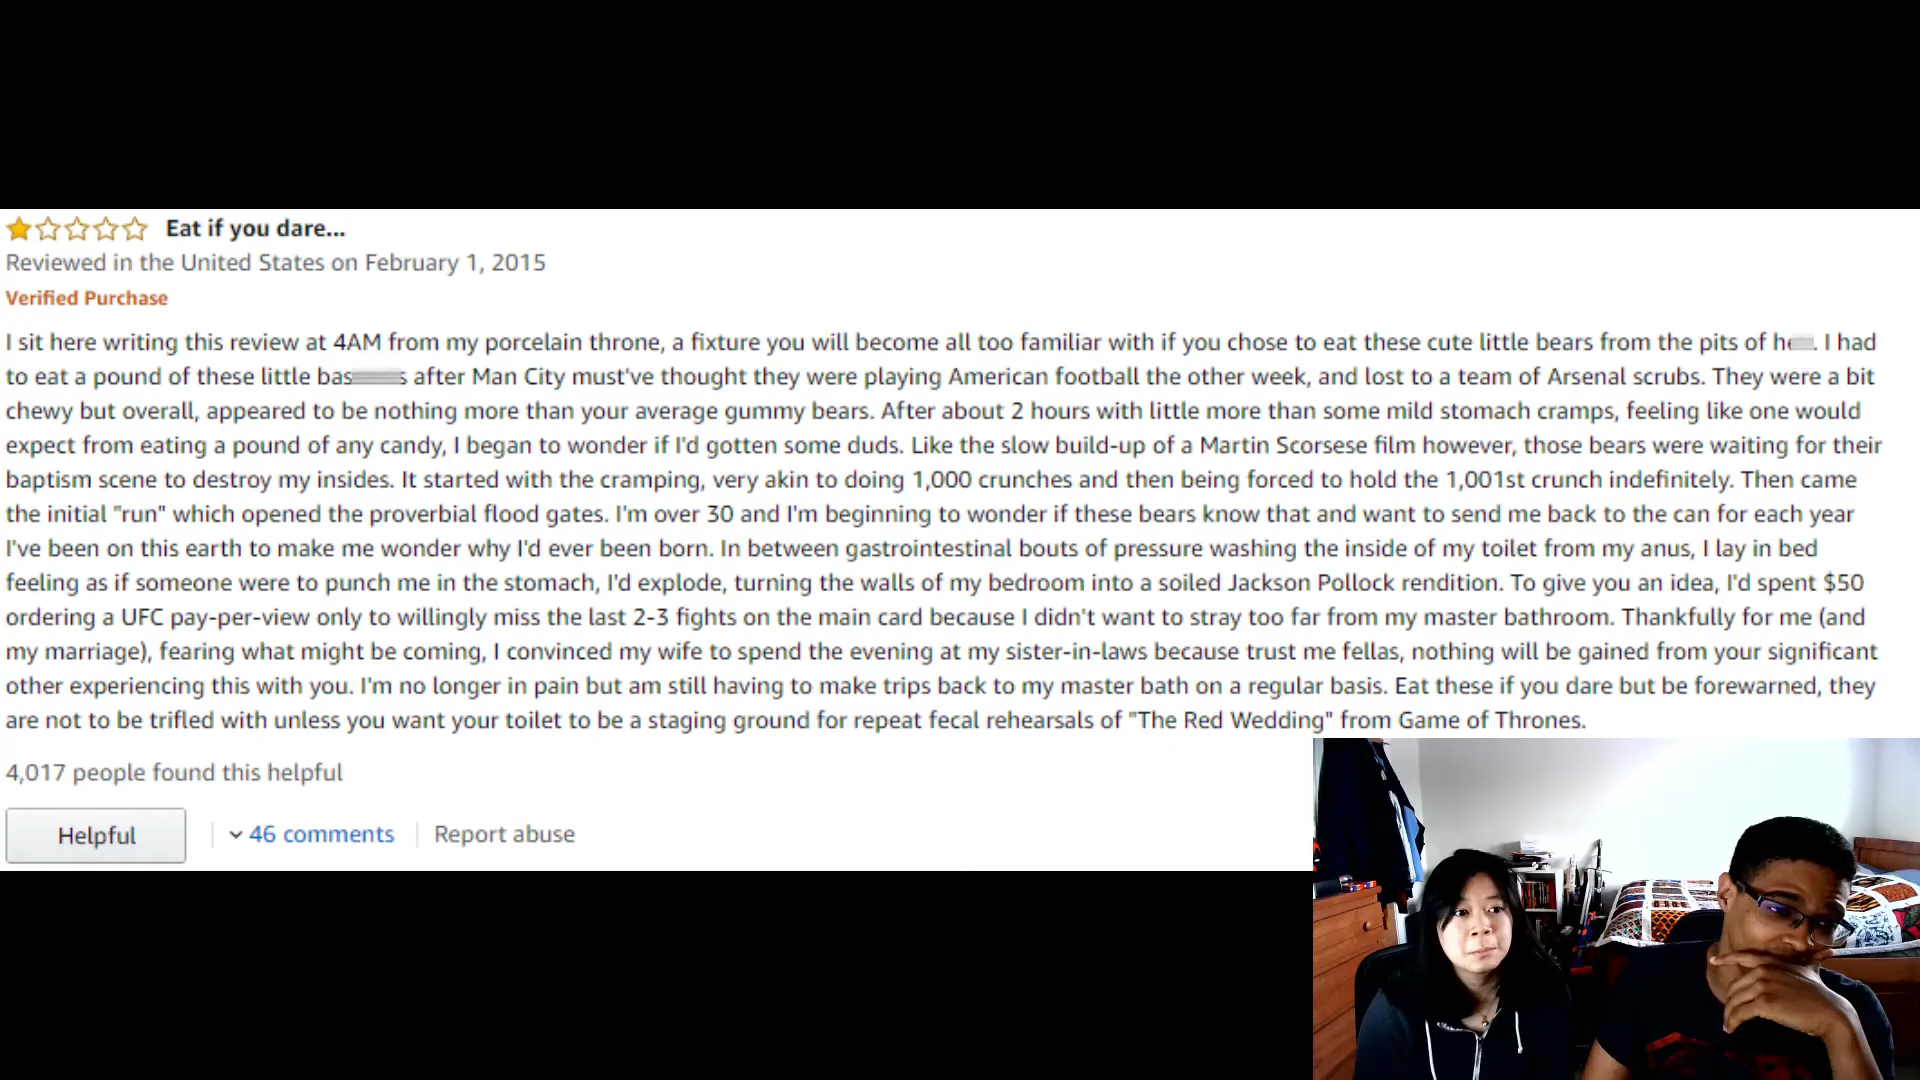 Eat if you dare...
Reviewed in the United States on February 1, 2015
Verified Purchase
I sit here writing this review at 4AM from my porcelain throne, a fixture you will become all too familiar with if you chose to eat these cute little bears from the pits of he . I had
to eat a pound of these little bas s after Man City must've thought they were playing American football the other week, and lost to a team of Arsenal scrubs. They were a bit
chewy but overall, appeared to be nothing more than your average gummy bears. After about 2 hours with little more than some mild stomach cramps, feeling like one would
expect from eating a pound of any candy, I began to wonder if I'd gotten some duds. Like the slow build-up of a Martin Scorsese film however, those bears were waiting for their
baptism scene to destroy my insides. It started with the cramping, very akin to doing 1,000 crunches and then being forced to hold the 1,001st crunch indefinitely. Then came
the initial "run" which opened the proverbial flood gates. I'm over 30 and I'm beginning to wonder if these bears know that and want to send me back to the can for each year
I've been on this earth to make me wonder why I'd ever been born. In between gastrointestinal bouts of pressure washing the inside of my toilet from my anus, I lay in bed
feeling as if someone were to punch me in the stomach, I'd explode, turning the walls of my bedroom into a soiled Jackson Pollock rendition. To give you an idea, I'd spent $50
ordering a UFC pay-per-view only to willingly miss the last 2-3 fights on the main card because I didn't want to stray too far from my master bathroom. Thankfully for me (and
my marriage), fearing what might be coming, I convinced my wife to spend the evening at my sister-in-laws because trust me fellas, nothing will be gained from your significant
other experiencing this with you. I'm no longer in pain but am still having to make trips back to my master bath on a regular basis. Eat these if you dare but be forewarned, they
are not to be trifled with unless you want your toilet to be a staging ground for repeat fecal rehearsals of "The Red Wedding" from Game of Thrones.
4,017 people found this helpful
Helpful
46 comments
Report abuse